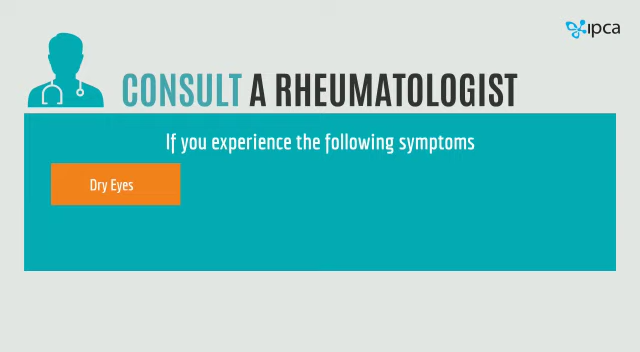 ipca
CONSULT A RHEUMATOLOGIST
If you experience the following symptoms
Dry Eyes